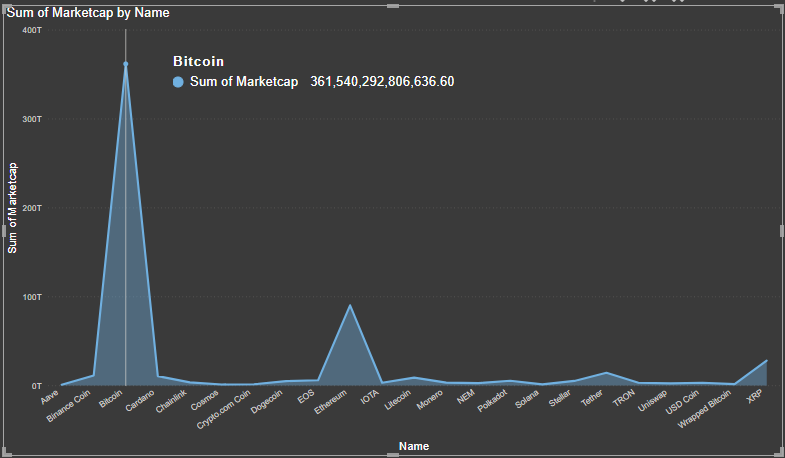 Sum of Marketcap by Name
400T
Bitcoin
Sum of Marketcap 361,540,292,806,636.60
300T
200T
100T
0T
Sum of Marketcap
Aave
Binance Coin
Bitcoin
Cardano
Chainlink
Cosmos
Crypto.com Coin
Dogecoin
EOS
Ethereum
IOTA
Litecoin
Monero
NEM
Polkadot
Solana
Stellar
Tether
TRON
Uniswap
USD Coin
Wrapped Bitcoin
XRP
Name